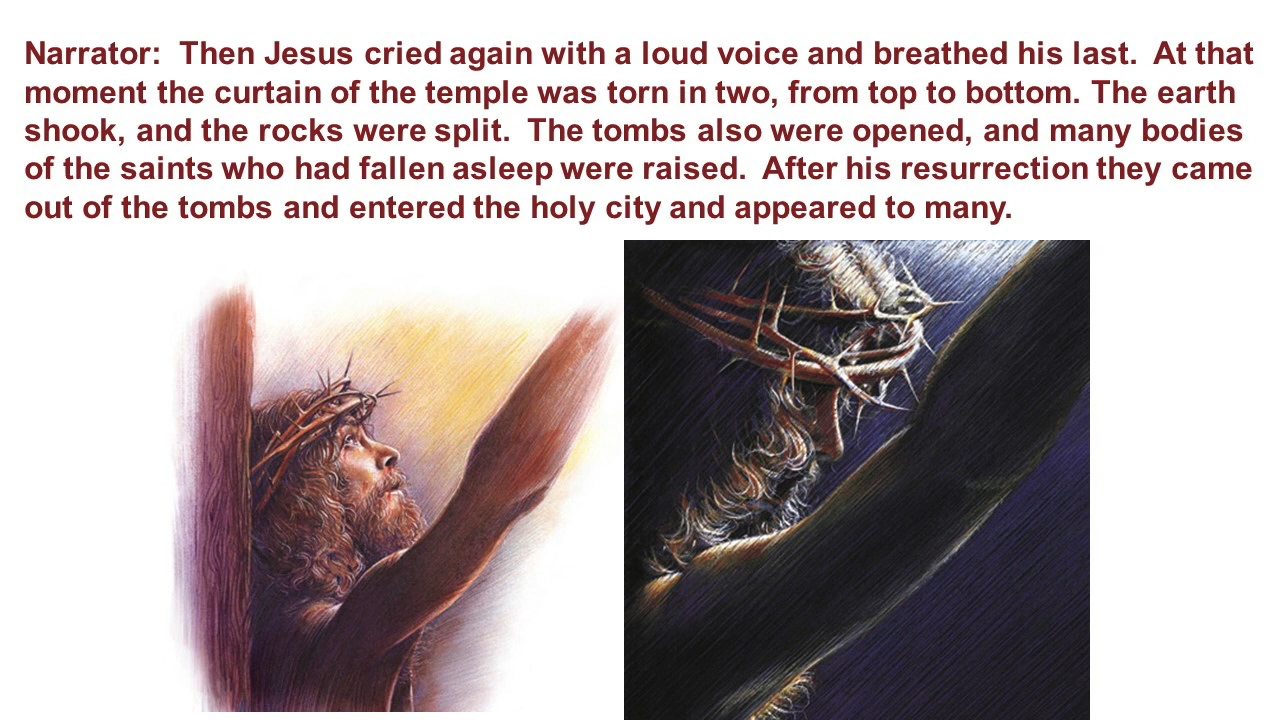 Narrator:  Then Jesus cried again with a loud voice and breathed his last.  At that
moment the curtain of the temple was torn in two, from top to bottom. The earth
shook, and the rocks were split.  The tombs also were opened, and many bodies
of the saints who had fallen asleep were raised.  After his resurrection they came
out of the tombs and entered the holy city and appeared to many.